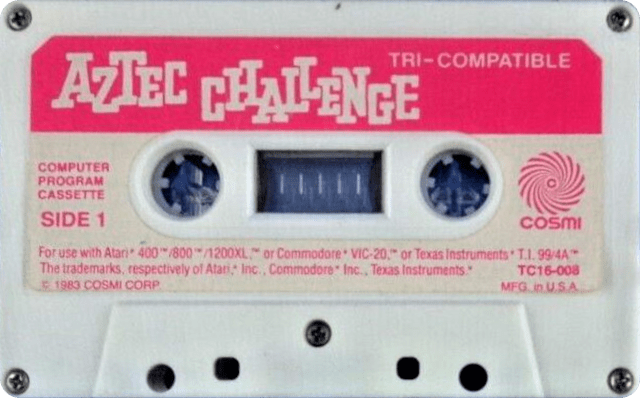 TRI-COMPATIBLE
AZTEC CHALLENGE
COMPUTER
PROGRAM
CASSETTE
SIDE 1
COSMI
For use with Atari® 400™/800™/1200XL,™ or Commodore® VIC-20,™ or Texas Instruments® T.I. 99/4A™
The trademarks, respectively of Atari,® Inc., Commodore® Inc., Texas Instruments.®
TC16-008
© 1983 COSMI CORP.
MFG. in U.S.A.